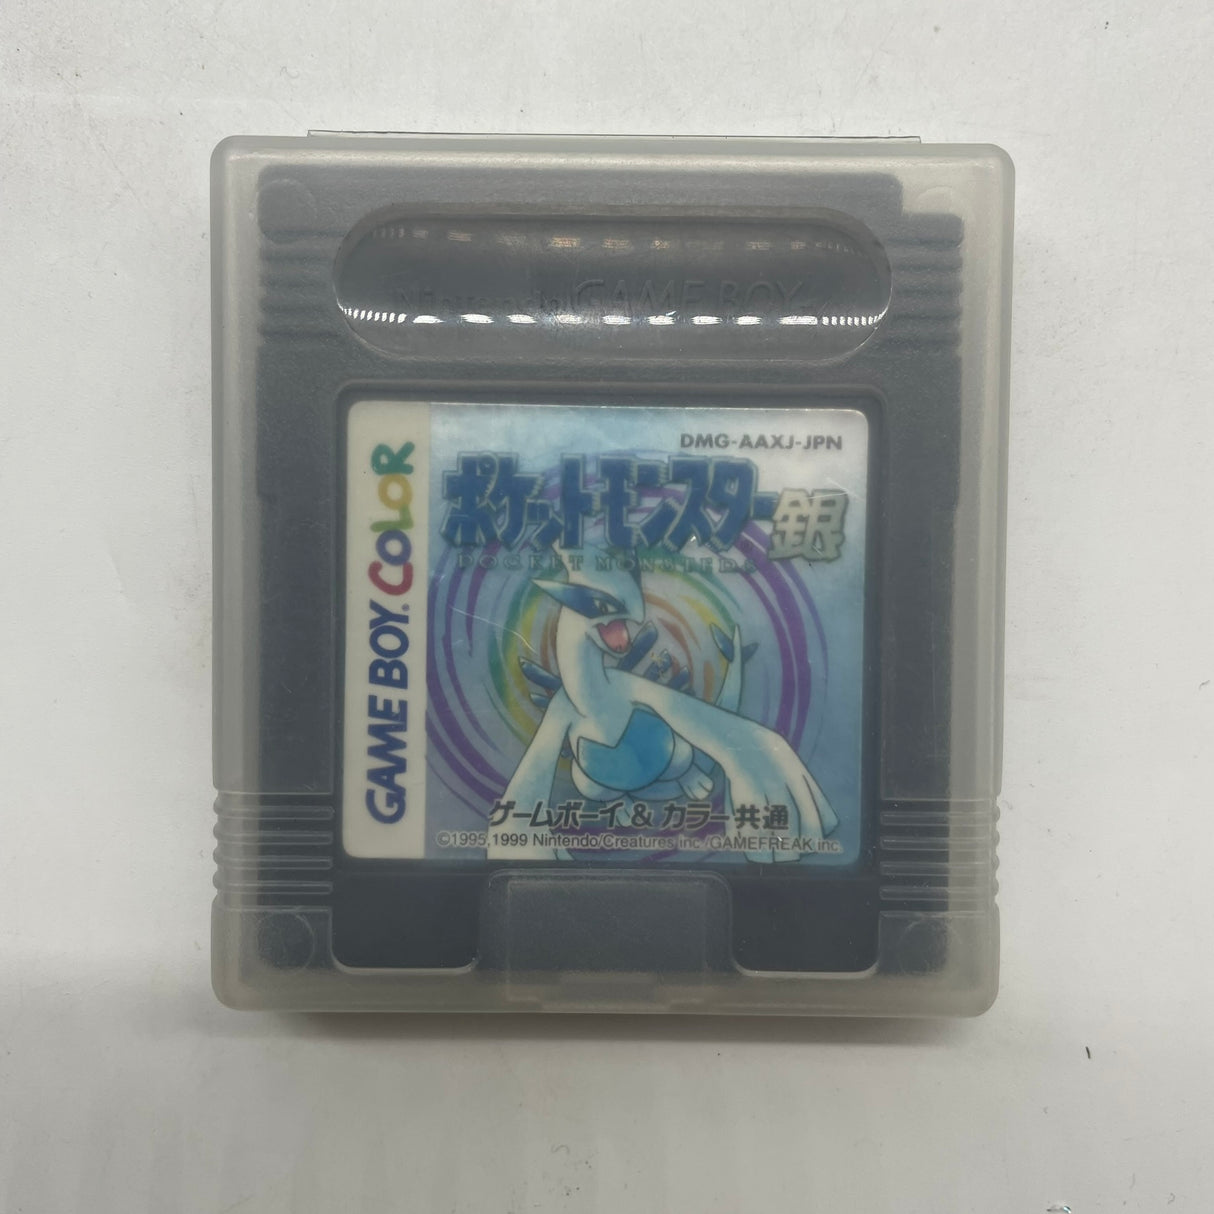 Nintendo GAME BOY
DMG-AAXJ-JPN
ポケットモンスター銀
POCKET MONSTERS
GAME BOY COLOR
ゲームボーイ & カラー共通
©1995,1999 Nintendo/Creatures inc./GAMEFREAK inc.